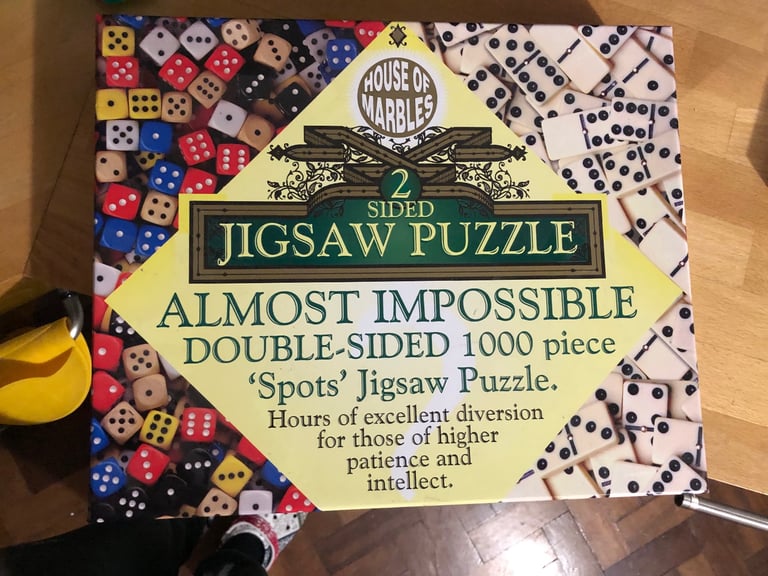 HOUSE OF
MARBLES
2
SIDED
JIGSAW PUZZLE
ALMOST IMPOSSIBLE
DOUBLE-SIDED 1000 piece
‘Spots’ Jigsaw Puzzle.
Hours of excellent diversion
for those of higher
patience and
intellect.